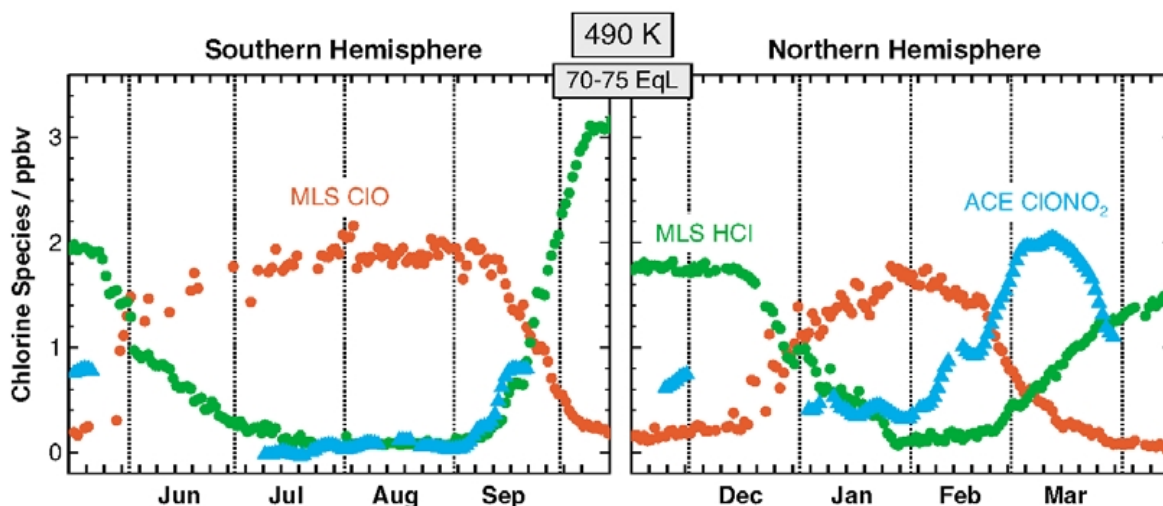 Southern Hemisphere
490 K
Northern Hemisphere
70-75 EqL
Chlorine Species / ppbv
3
2
1
0
MLS ClO
MLS HCl
ACE ClONO₂
Jun
Jul
Aug
Sep
Dec
Jan
Feb
Mar